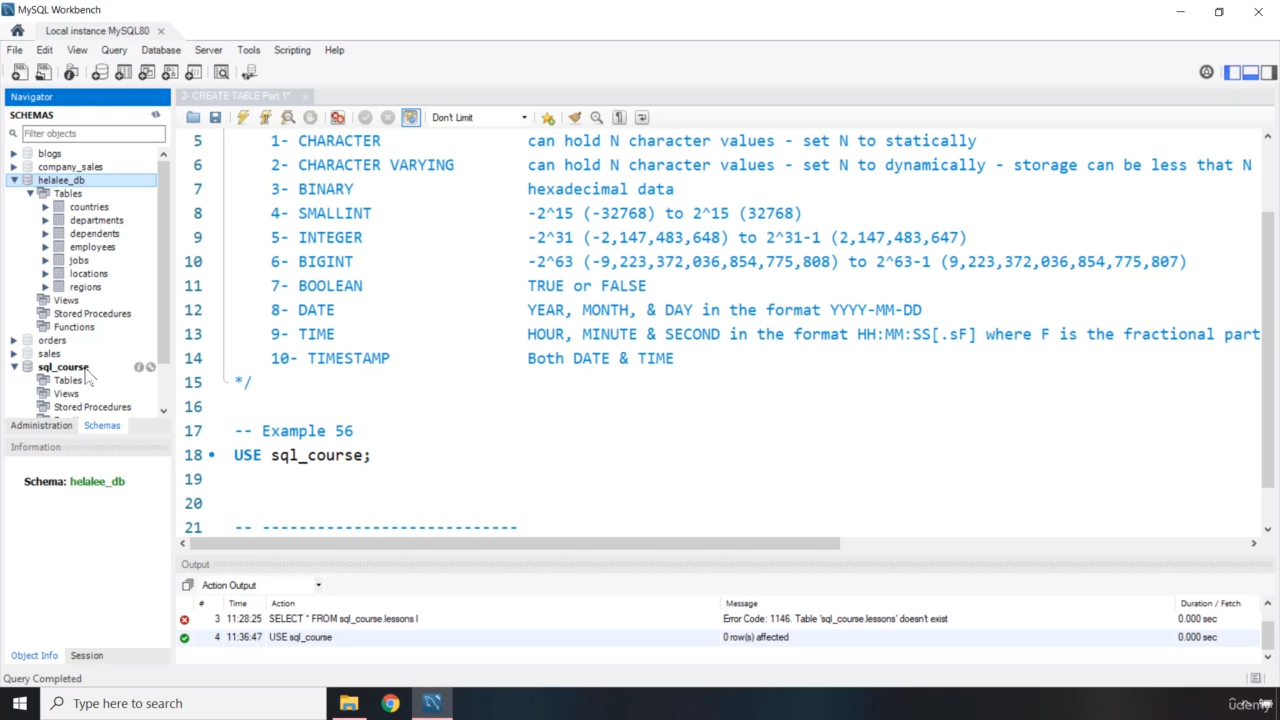 MySQL Workbench
Local instance MySQL80
File Edit View Query Database Server Tools Scripting Help
Navigator
2- CREATE TABLE Part 1*
SCHEMAS
Filter objects
Don't Limit
blogs
company_sales
helalee_db
Tables
countries
departments
dependents
employees
jobs
locations
regions
Views
Stored Procedures
Functions
orders
sales
sql_course
Tables
Views
Stored Procedures
Administration Schemas
Information
Schema: helalee_db
Object Info Session
5 1- CHARACTER can hold N character values - set N to statically
6 2- CHARACTER VARYING can hold N character values - set N to dynamically - storage can be less that N
7 3- BINARY hexadecimal data
8 4- SMALLINT -2^15 (-32768) to 2^15 (32768)
9 5- INTEGER -2^31 (-2,147,483,648) to 2^31-1 (2,147,483,647)
10 6- BIGINT -2^63 (-9,223,372,036,854,775,808) to 2^63-1 (9,223,372,036,854,775,807)
11 7- BOOLEAN TRUE or FALSE
12 8- DATE YEAR, MONTH, & DAY in the format YYYY-MM-DD
13 9- TIME HOUR, MINUTE & SECOND in the format HH:MM:SS[.sF] where F is the fractional part
14 10- TIMESTAMP Both DATE & TIME
15 */
16
17 -- Example 56
18 USE sql_course;
19
20
21 -- ----------------------------
Output
Action Output
# Time Action Message Duration / Fetch
3 11:28:25 SELECT * FROM sql_course.lessons l Error Code: 1146. Table 'sql_course.lessons' doesn't exist 0.000 sec
4 11:36:47 USE sql_course 0 row(s) affected 0.000 sec
Query Completed
Type here to search
udemy